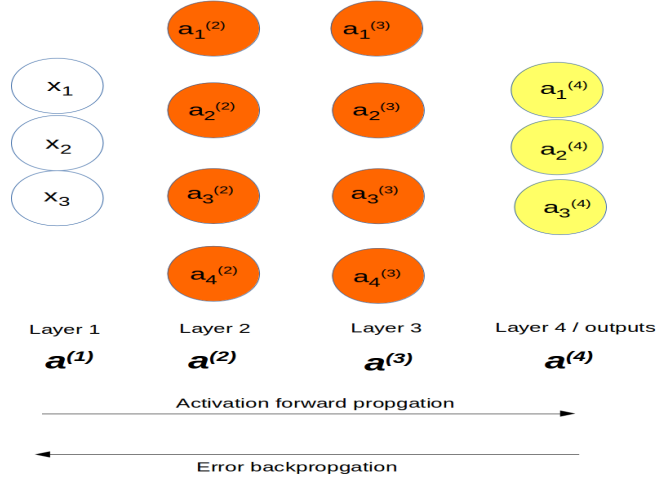 a₁⁽²⁾ a₁⁽³⁾
x₁ a₁⁽⁴⁾
a₂⁽²⁾ a₂⁽³⁾
x₂ a₂⁽⁴⁾
x₃ a₃⁽²⁾ a₃⁽³⁾ a₃⁽⁴⁾
a₄⁽²⁾ a₄⁽³⁾
Layer 1 Layer 2 Layer 3 Layer 4 / outputs
a⁽¹⁾ a⁽²⁾ a⁽³⁾ a⁽⁴⁾
Activation forward propgation
Error backpropgation